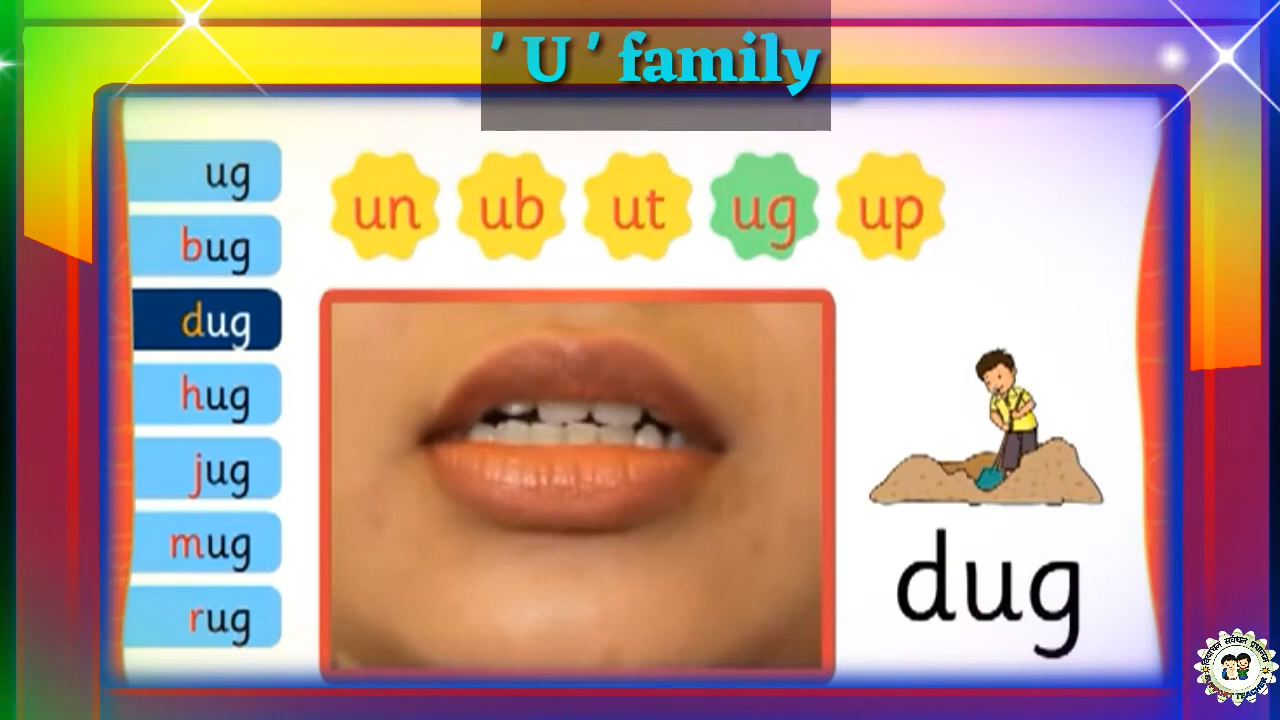 ' U ' family
un ub ut ug up
ug
bug
dug
hug
jug
mug
rug
dug